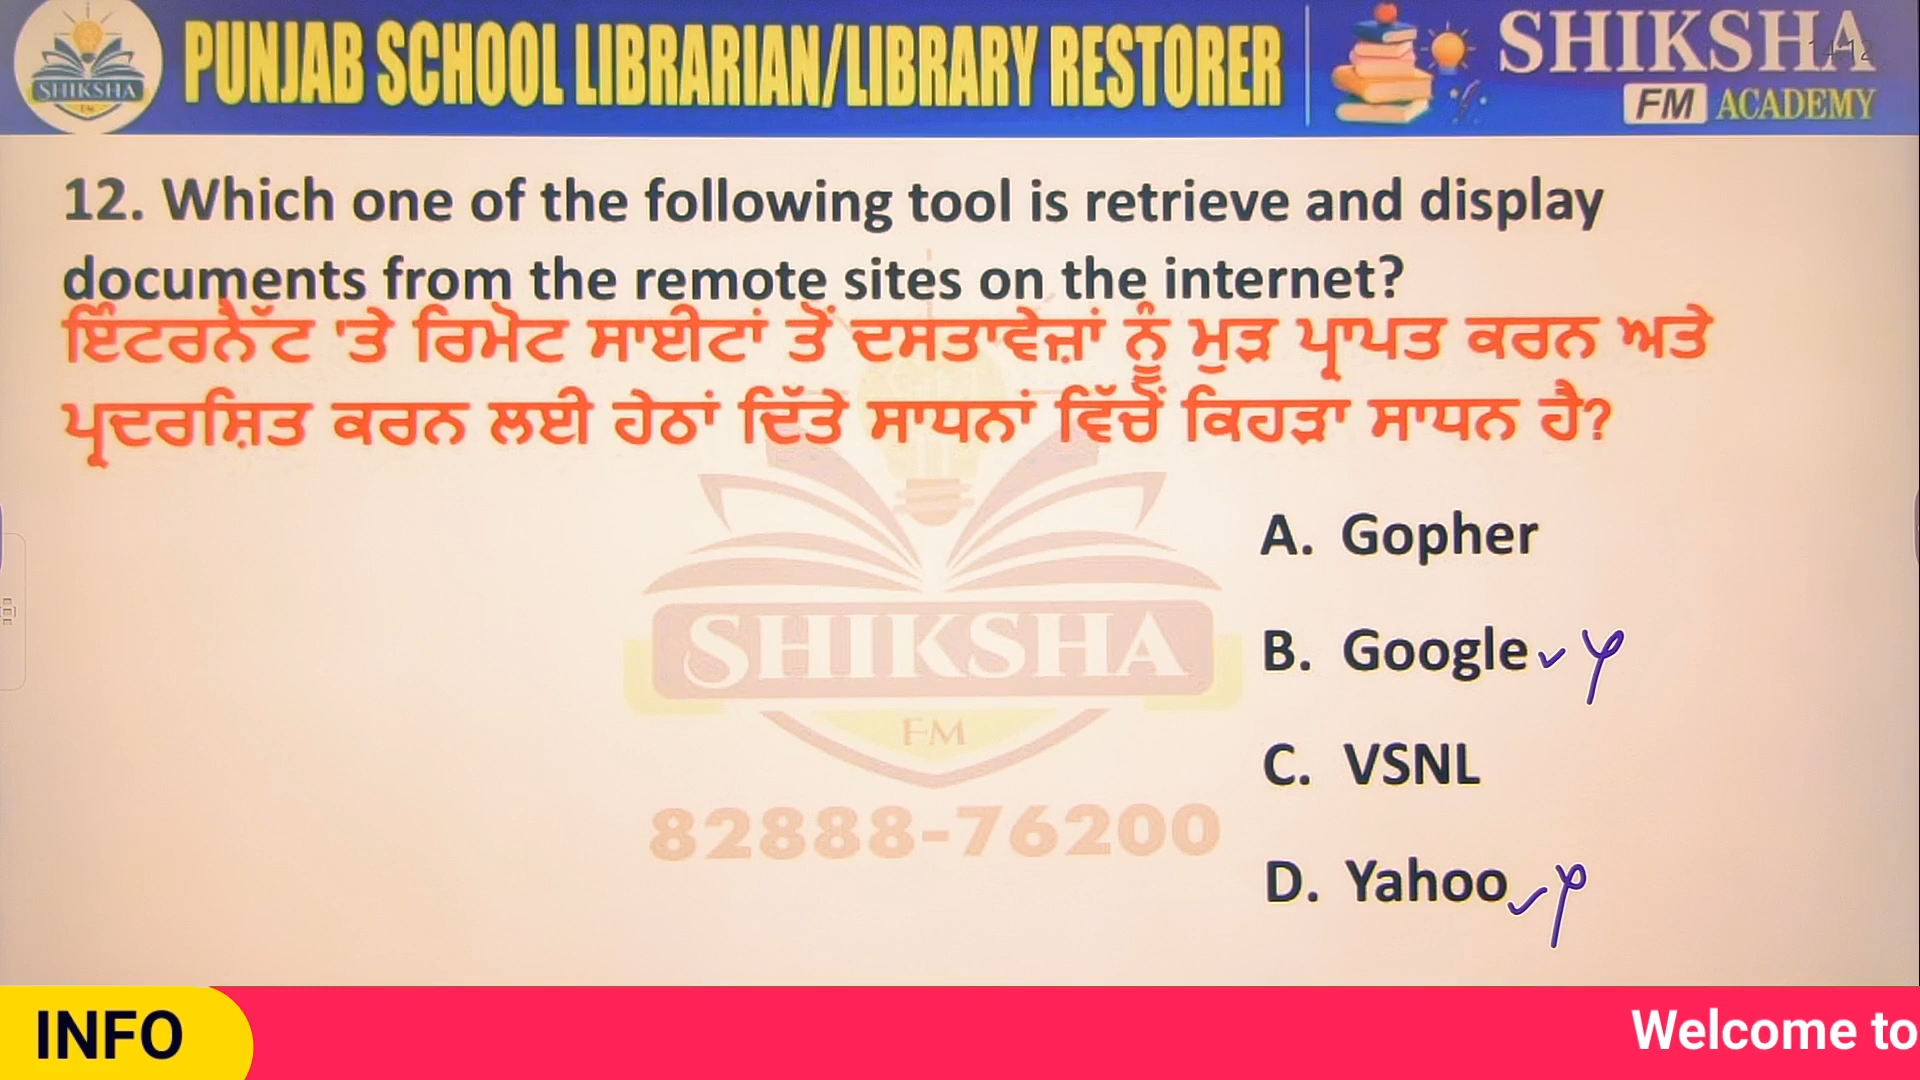 SHIKSHA
FM
PUNJAB SCHOOL LIBRARIAN/LIBRARY RESTORER
SHIKSHA
FM ACADEMY
12. Which one of the following tool is retrieve and display
documents from the remote sites on the internet?
ਇੰਟਰਨੈੱਟ 'ਤੇ ਰਿਮੋਟ ਸਾਈਟਾਂ ਤੋਂ ਦਸਤਾਵੇਜ਼ਾਂ ਨੂੰ ਮੁੜ ਪ੍ਰਾਪਤ ਕਰਨ ਅਤੇ
ਪ੍ਰਦਰਸ਼ਿਤ ਕਰਨ ਲਈ ਹੇਠਾਂ ਦਿੱਤੇ ਸਾਧਨਾਂ ਵਿੱਚੋਂ ਕਿਹੜਾ ਸਾਧਨ ਹੈ?
A. Gopher
B. Google
C. VSNL
D. Yahoo
SHIKSHA
FM
82888-76200
INFO
Welcome to